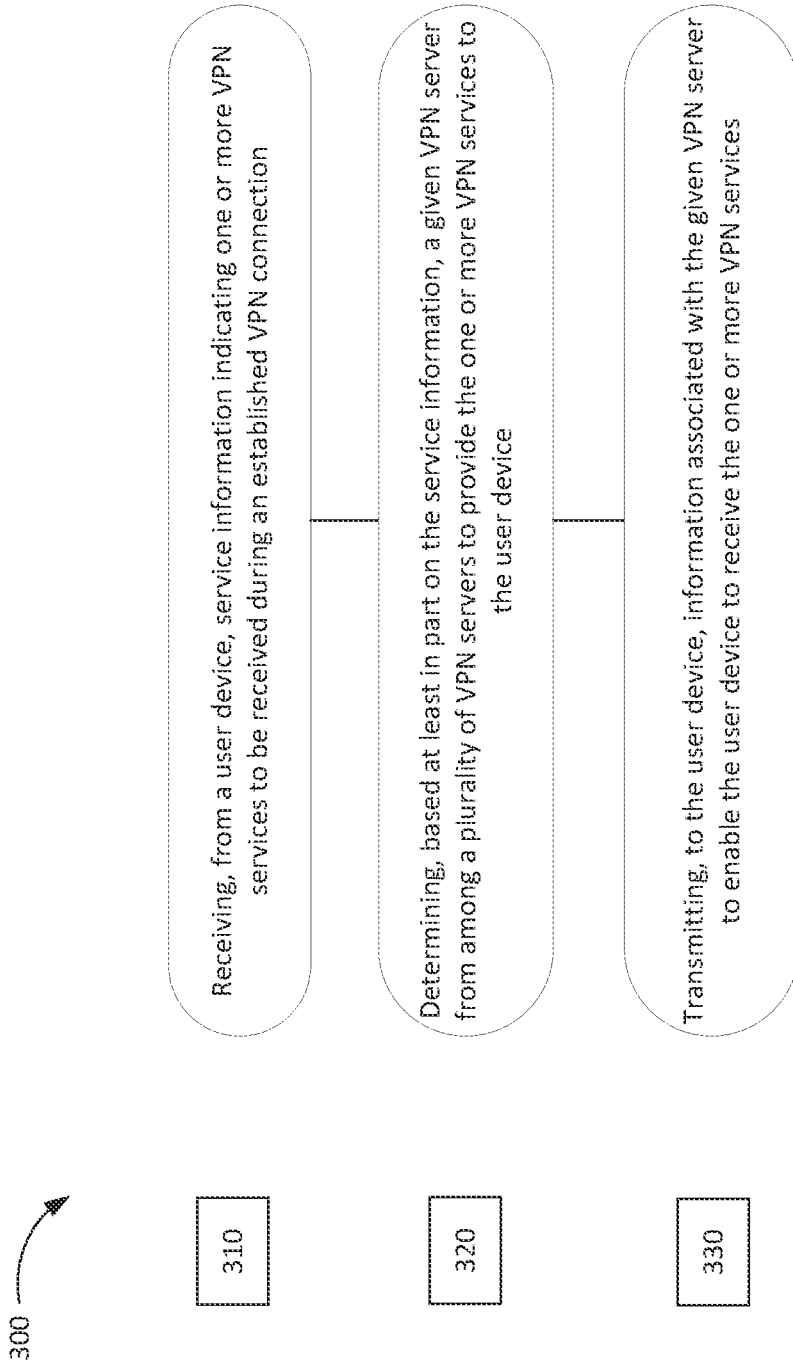 300
310
Receiving, from a user device, service information indicating one or more VPN
services to be received during an established VPN connection
320
Determining, based at least in part on the service information, a given VPN server
from among a plurality of VPN servers to provide the one or more VPN services to
the user device
330
Transmitting, to the user device, information associated with the given VPN server
to enable the user device to receive the one or more VPN services